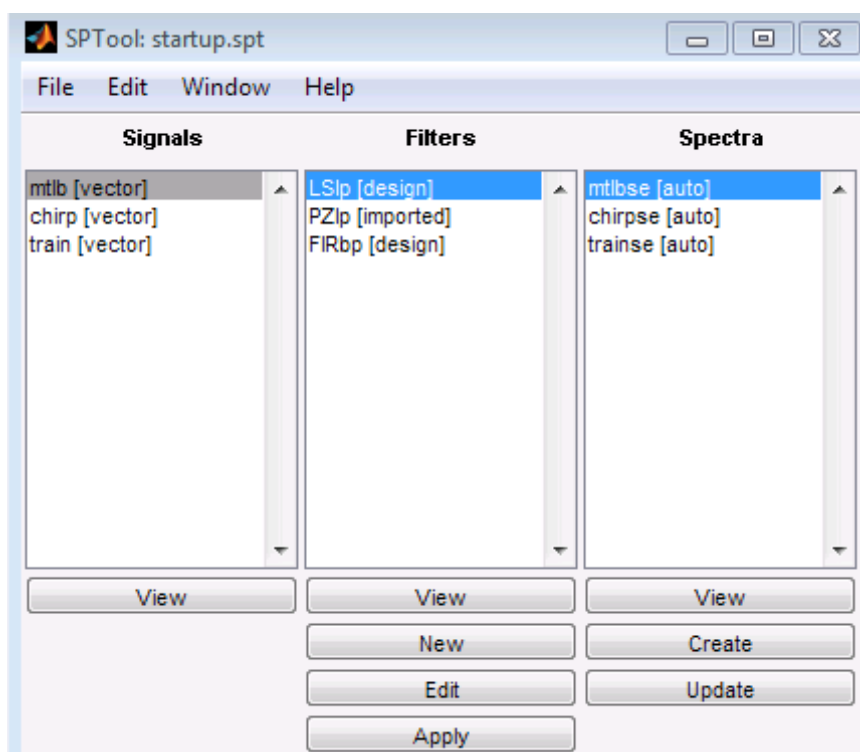 SPTool: startup.spt
File Edit Window Help
Signals Filters Spectra
mtlb [vector] LSlp [design] mtlbse [auto]
chirp [vector] PZlp [imported] chirpse [auto]
train [vector] FIRbp [design] trainse [auto]
View View View
New Create
Edit Update
Apply